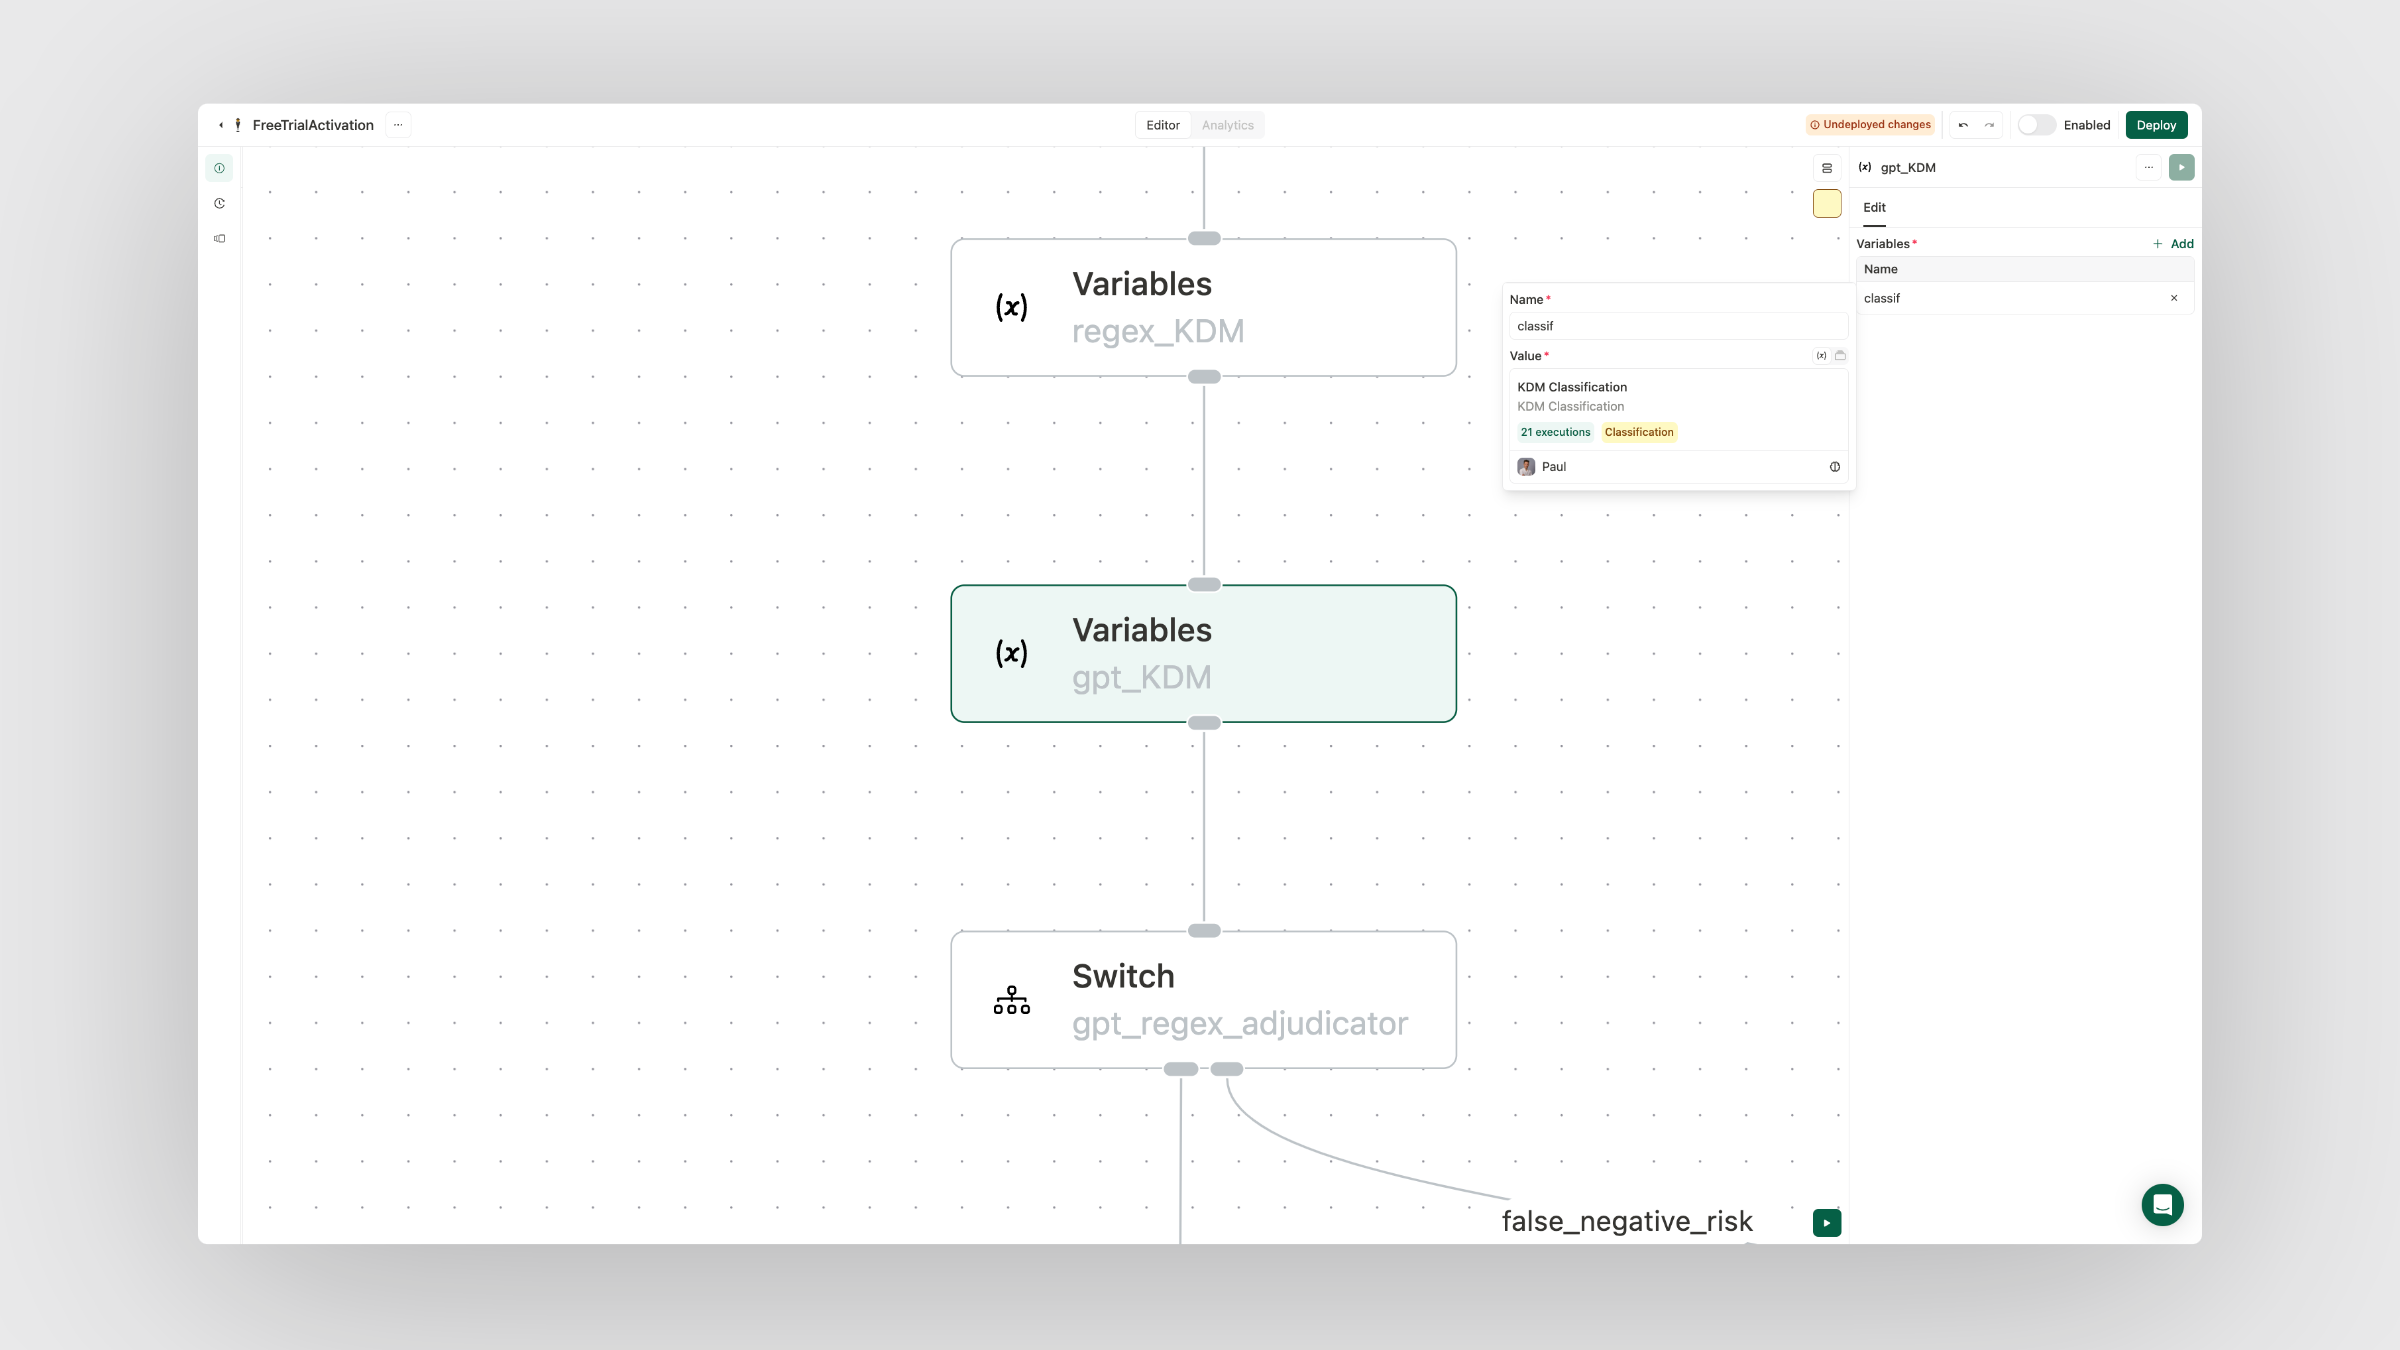 FreeTrialActivation
Editor
Analytics
Undeployed changes
Enabled
Deploy
Variables
regex_KDM
Variables
gpt_KDM
Switch
gpt_regex_adjudicator
false_negative_risk
Name*
classif
Value*
(x)
KDM Classification
KDM Classification
21 executions
Classification
Paul
(x) gpt_KDM
Edit
Variables*
+ Add
Name
classif